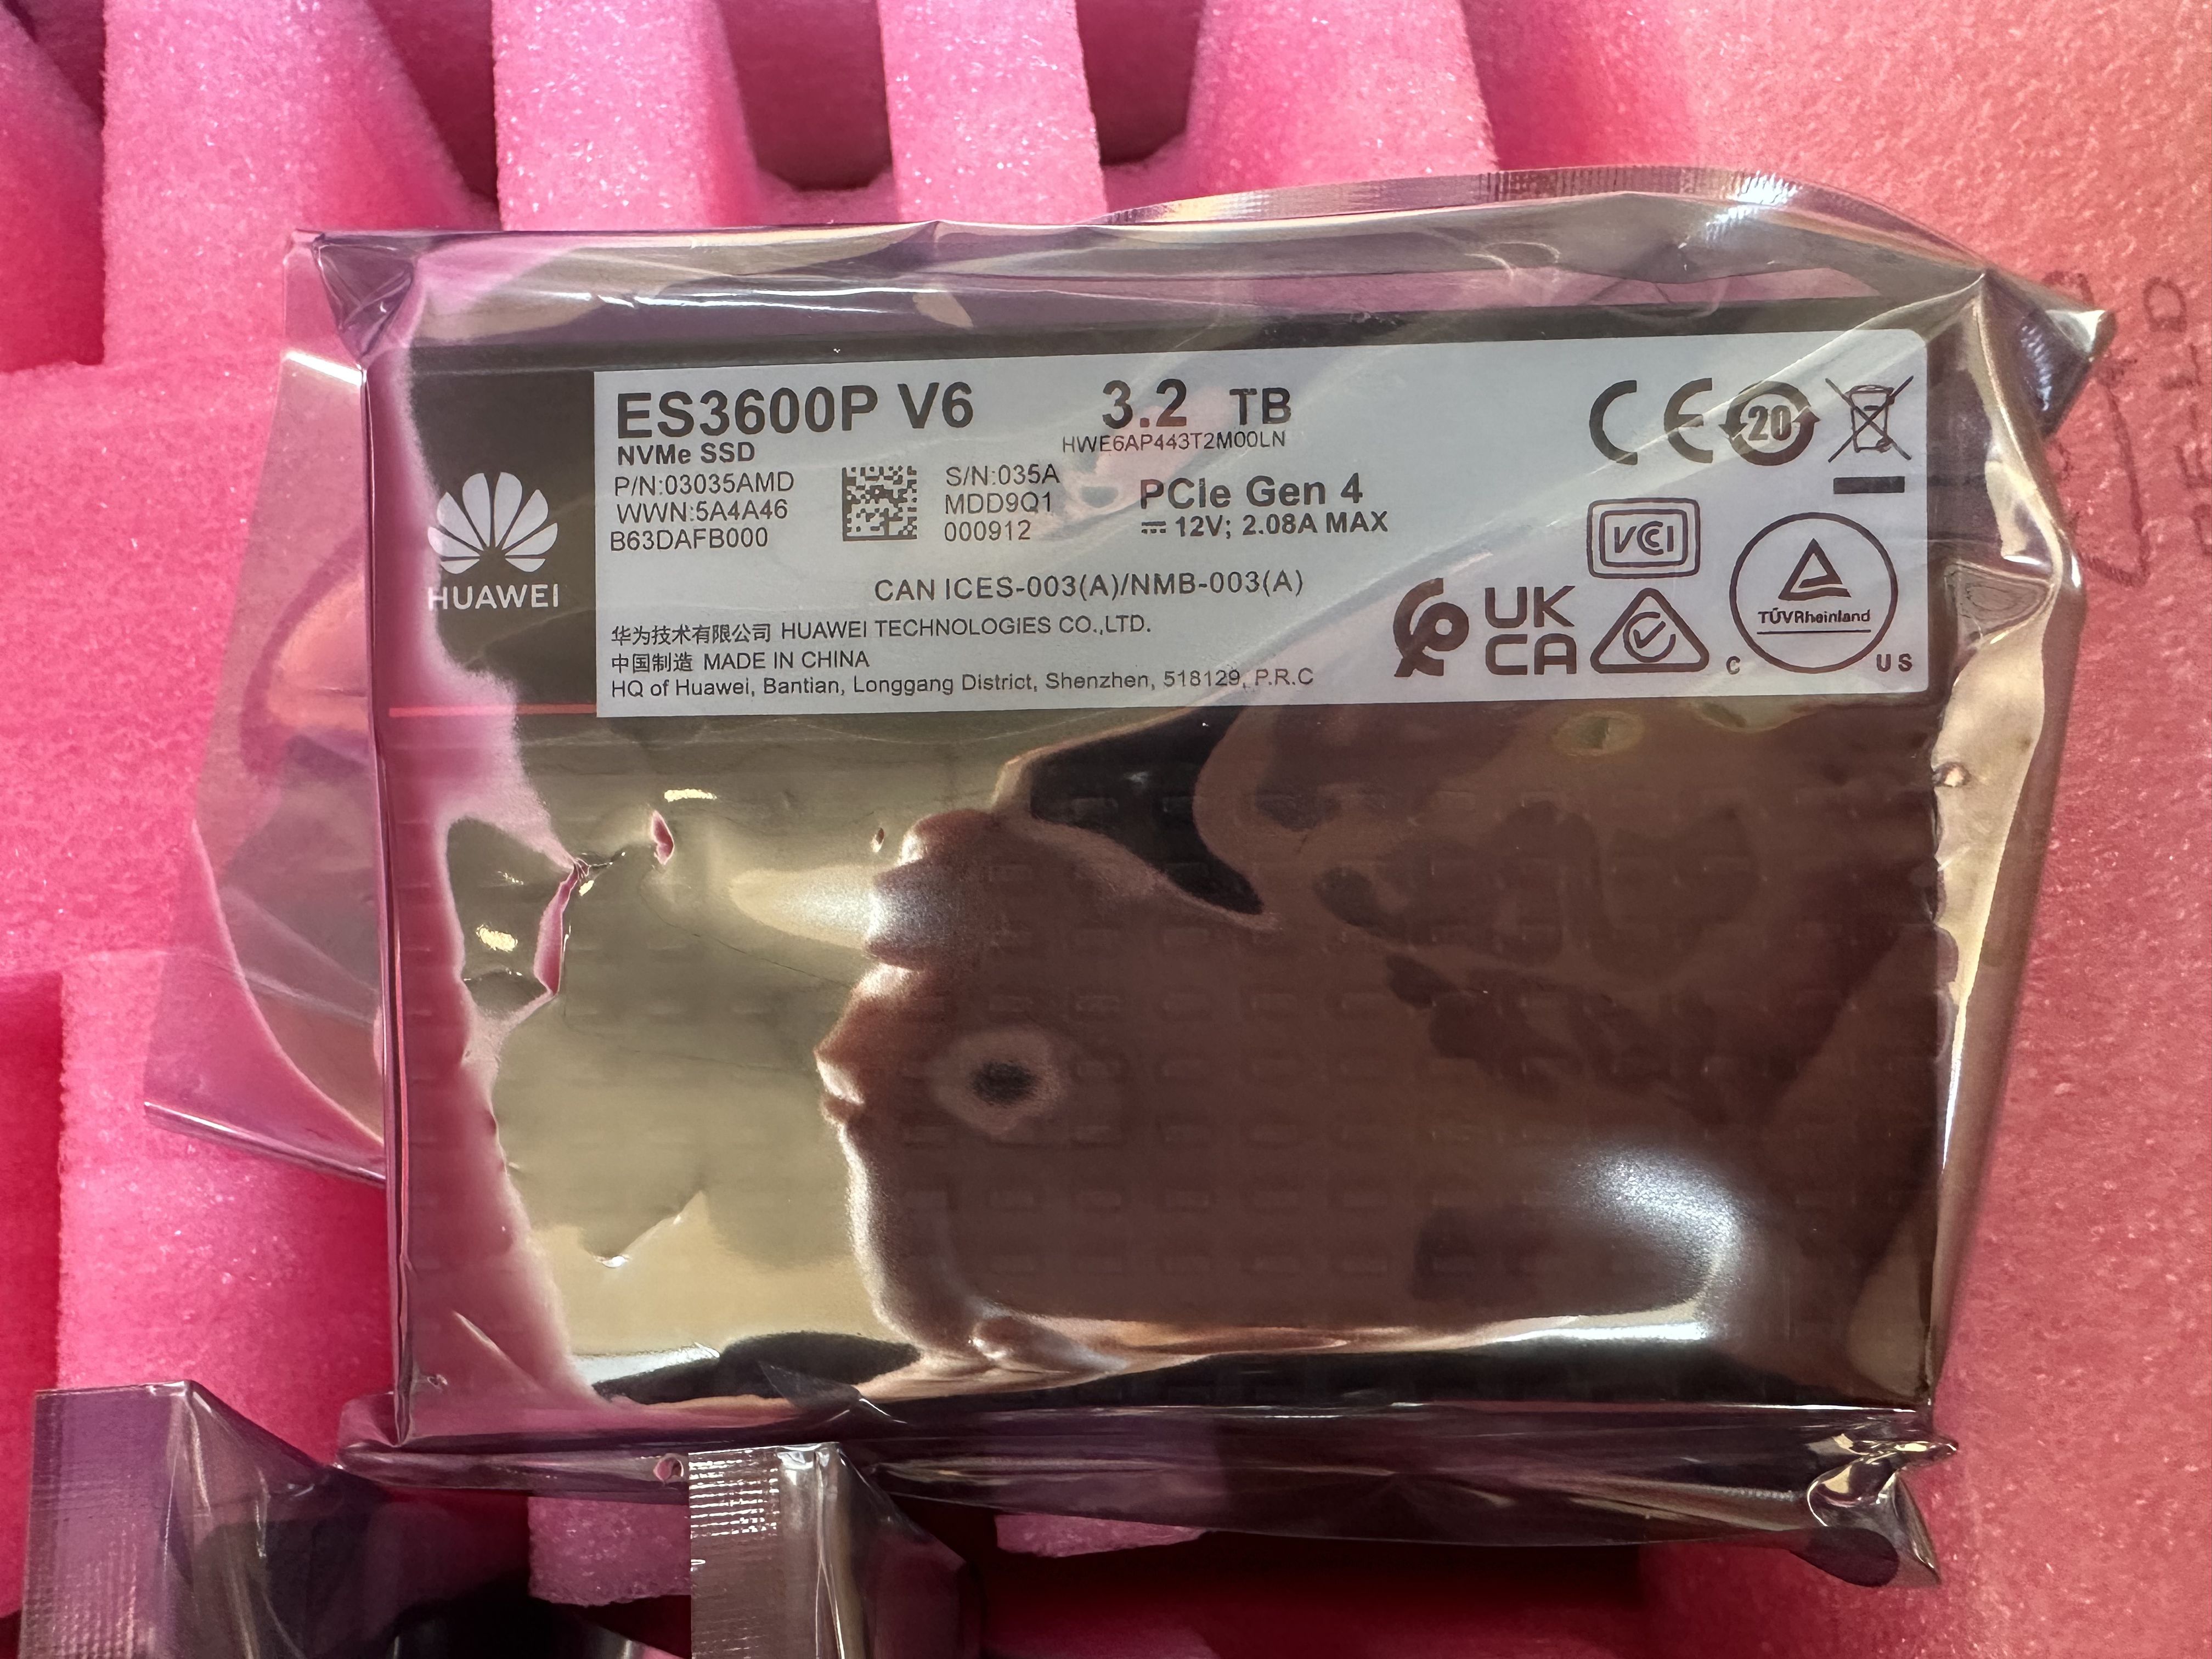 ES3600P V6
3.2 TB
HWE6AP443T2M00LN
NVMe SSD
P/N:03035AMD
WWN:5A4A46
B63DAFB000
S/N:035A
MDD9Q1
000912
PCIe Gen 4
12V; 2.08A MAX
CE
20
HUAWEI
CAN ICES-003(A)/NMB-003(A)
VCCI
UK
CA
TÜVRheinland
C US
华为技术有限公司 HUAWEI TECHNOLOGIES CO.,LTD.
中国制造 MADE IN CHINA
HQ of Huawei, Bantian, Longgang District, Shenzhen, 518129, P.R.C